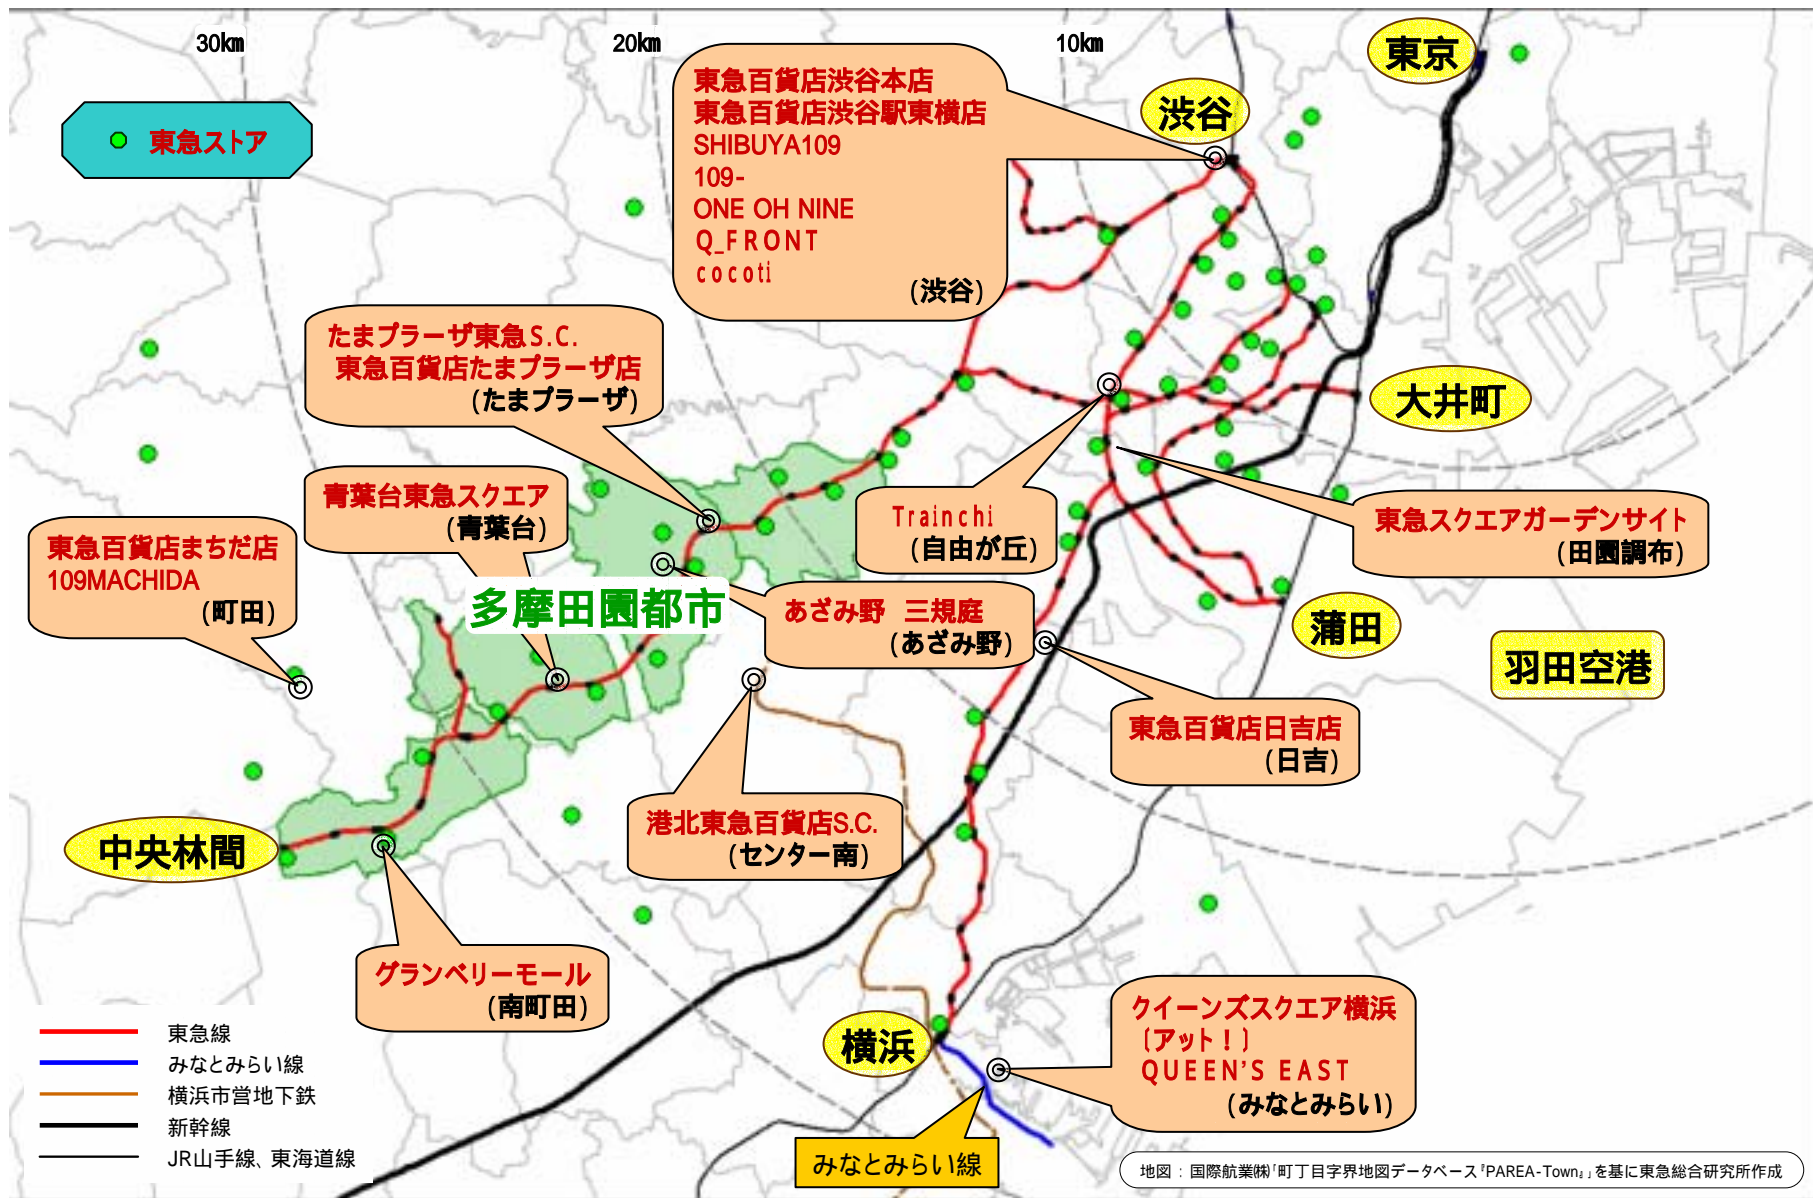 30km
20km
10km
東京
渋谷
東急ストア
東急百貨店渋谷本店
東急百貨店渋谷駅東横店
SHIBUYA109
109-
ONE OH NINE
Q_FRONT
cocoti
(渋谷)
たまプラーザ東急S.C.
東急百貨店たまプラーザ店
(たまプラーザ)
大井町
青葉台東急スクエア
(青葉台)
Trainchi
(自由が丘)
東急スクエアガーデンサイト
(田園調布)
東急百貨店まちだ店
109MACHIDA
(町田)
多摩田園都市
あざみ野 三規庭
(あざみ野)
蒲田
羽田空港
東急百貨店日吉店
(日吉)
港北東急百貨店S.C.
(センター南)
中央林間
グランベリーモール
(南町田)
横浜
クイーンズスクエア横浜
〔アット!〕
QUEEN'S EAST
(みなとみらい)
みなとみらい線
東急線
みなとみらい線
横浜市営地下鉄
新幹線
JR山手線、東海道線
地図：国際航業㈱「町丁目字界地図データベース『PAREA-Town』」を基に東急総合研究所作成